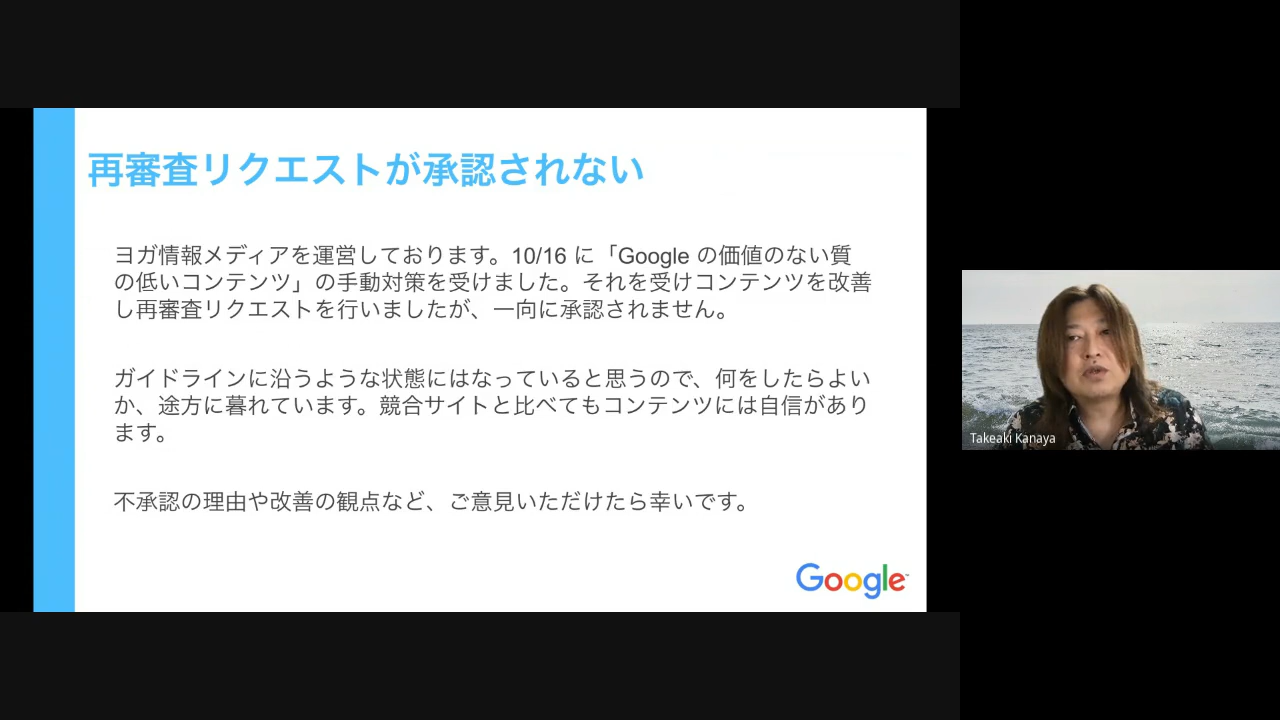 再審査リクエストが承認されない
ヨガ情報メディアを運営しております。10/16 に「Google の価値のない質
の低いコンテンツ」の手動対策を受けました。それを受けコンテンツを改善
し再審査リクエストを行いましたが、一向に承認されません。
ガイドラインに沿うような状態にはなっていると思うので、何をしたらよい
か、途方に暮れています。競合サイトと比べてもコンテンツには自信があり
ます。
不承認の理由や改善の観点など、ご意見いただけたら幸いです。
Google
Takeaki Kanaya